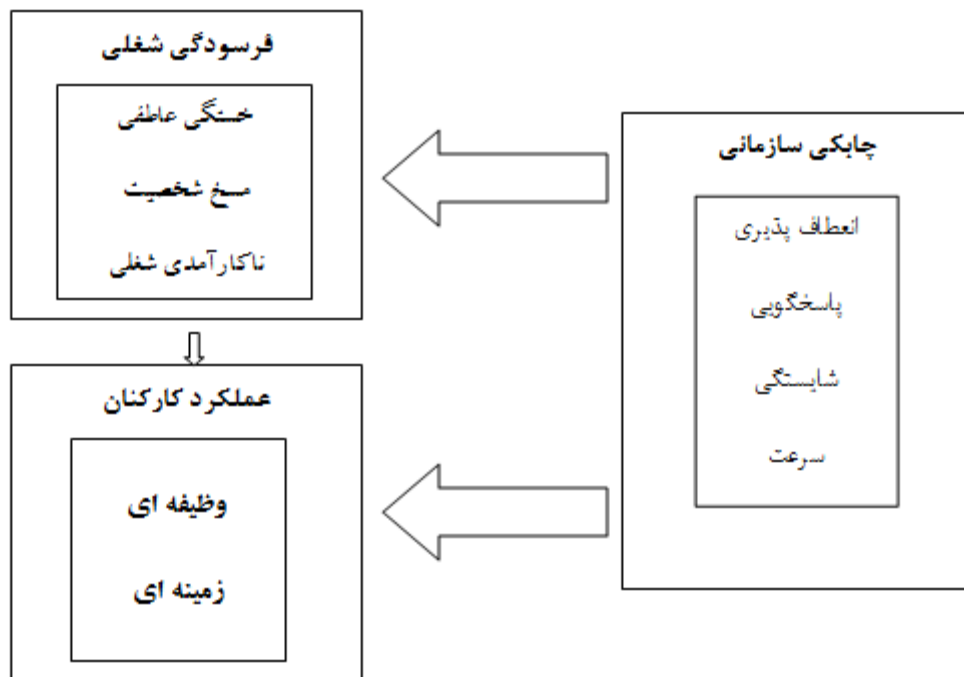 فرسودگی شغلی
خستگی عاطفی
مسخ شخصیت
ناکارآمدی شغلی
چابکی سازمانی
انعطاف پذیری
پاسخگویی
شایستگی
سرعت
عملکرد کارکنان
وظیفه ای
زمینه ای